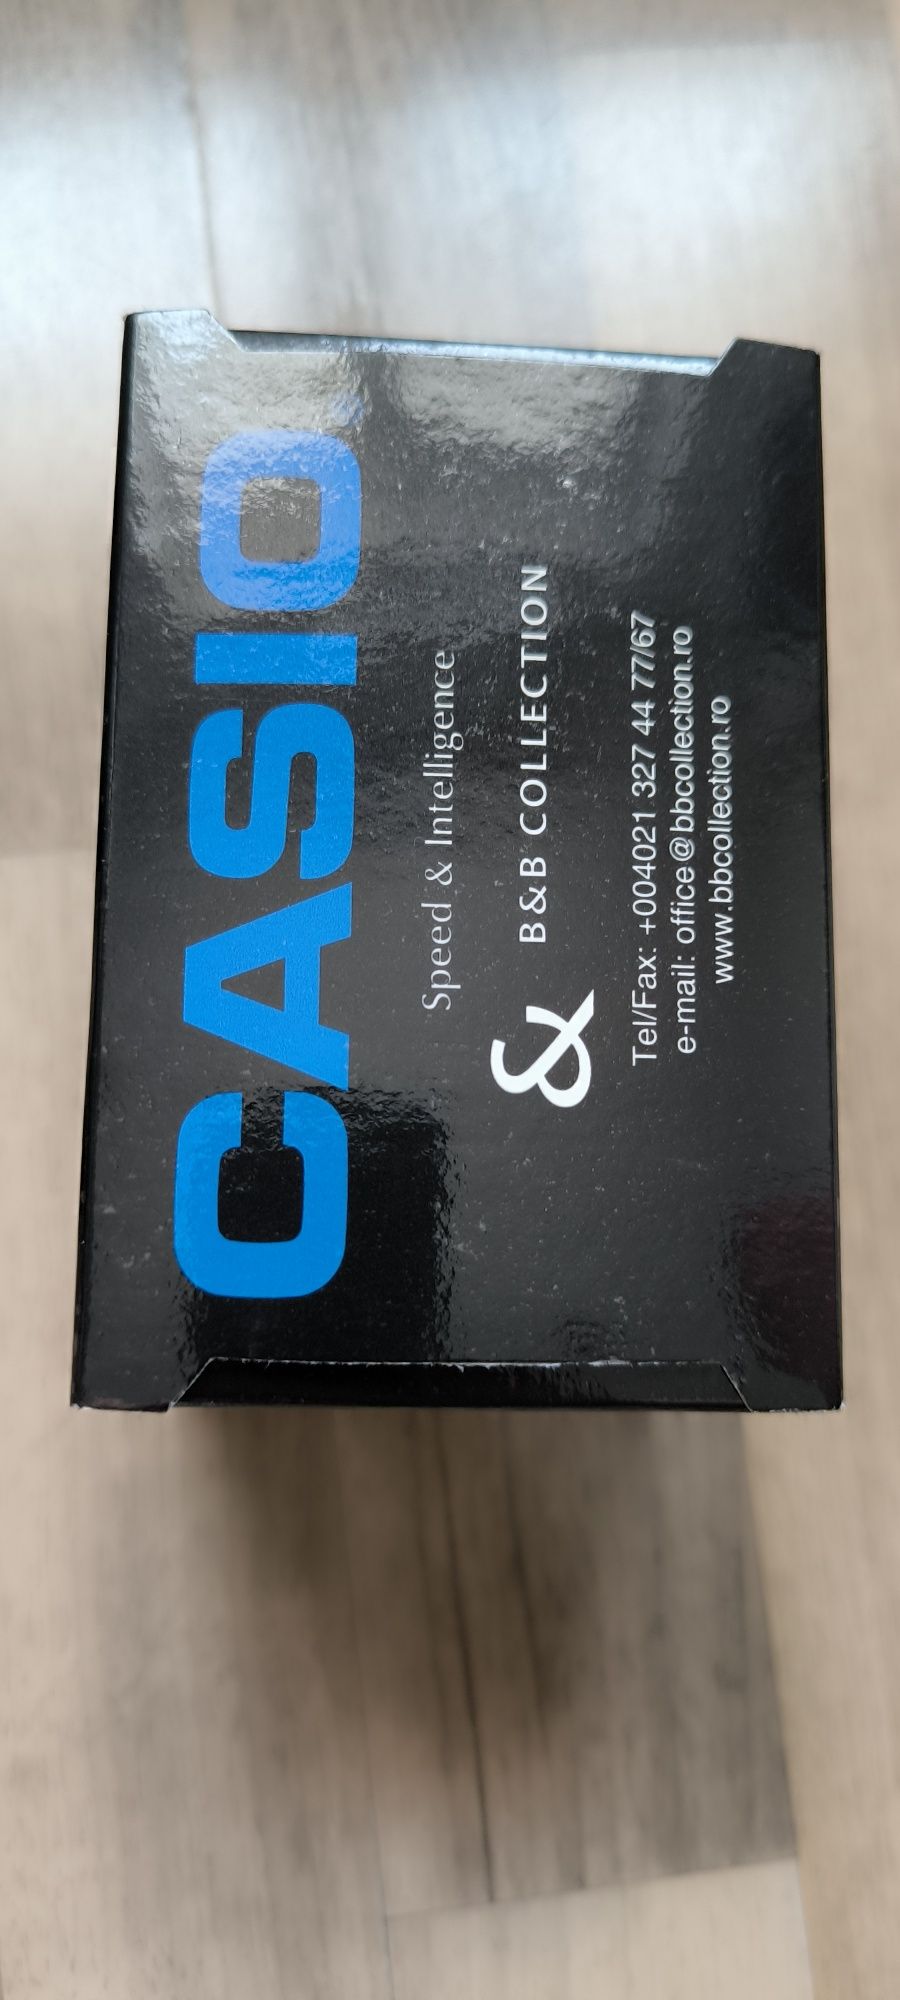 CASIO®
Speed & Intelligence
& B&B COLLECTION
Tel/Fax: +004021 327 44 77/67
e-mail: office@bbcollection.ro
www.bbcollection.ro